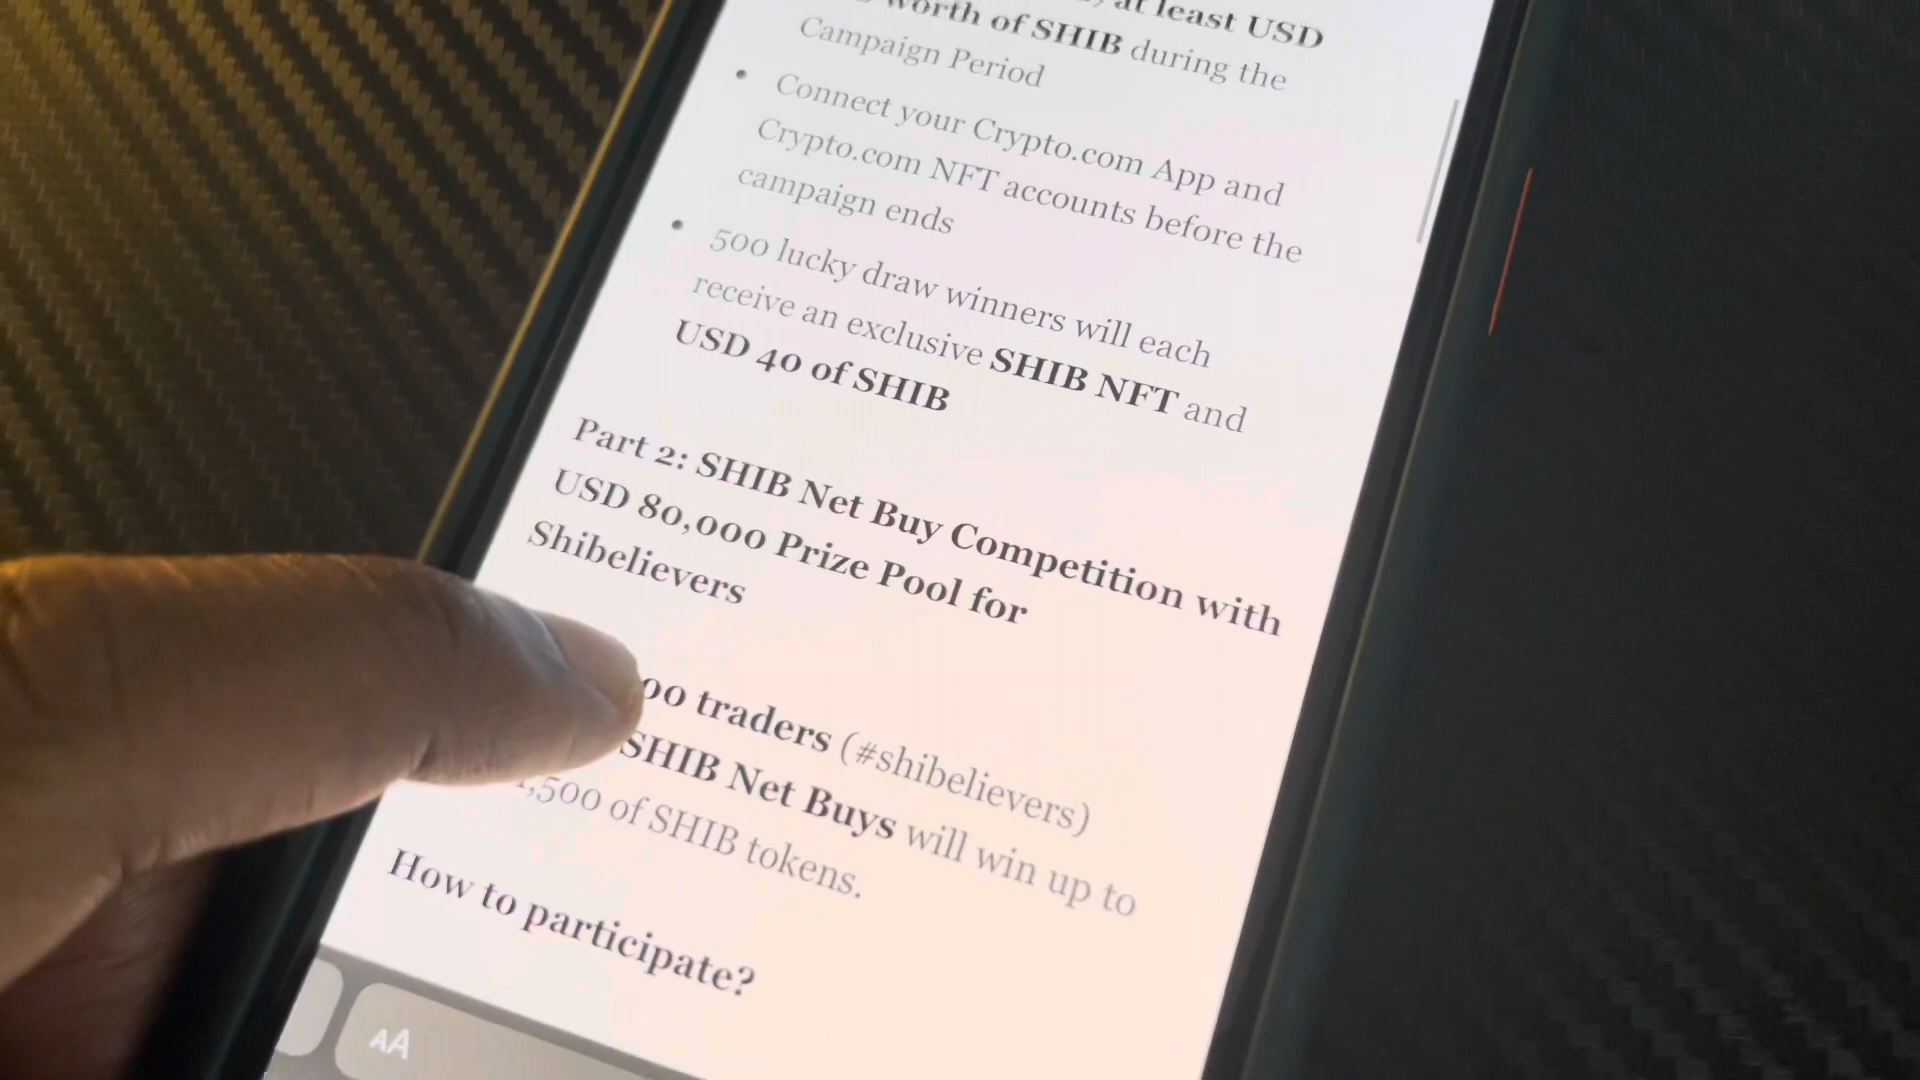 at least USD
worth of SHIB during the
Campaign Period
• Connect your Crypto.com App and
Crypto.com NFT accounts before the
campaign ends
• 500 lucky draw winners will each
receive an exclusive SHIB NFT and
USD 40 of SHIB
Part 2: SHIB Net Buy Competition with
USD 80,000 Prize Pool for
Shibelievers
traders (#shibelievers)
SHIB Net Buys will win up to
of SHIB tokens.
How to participate?
AA